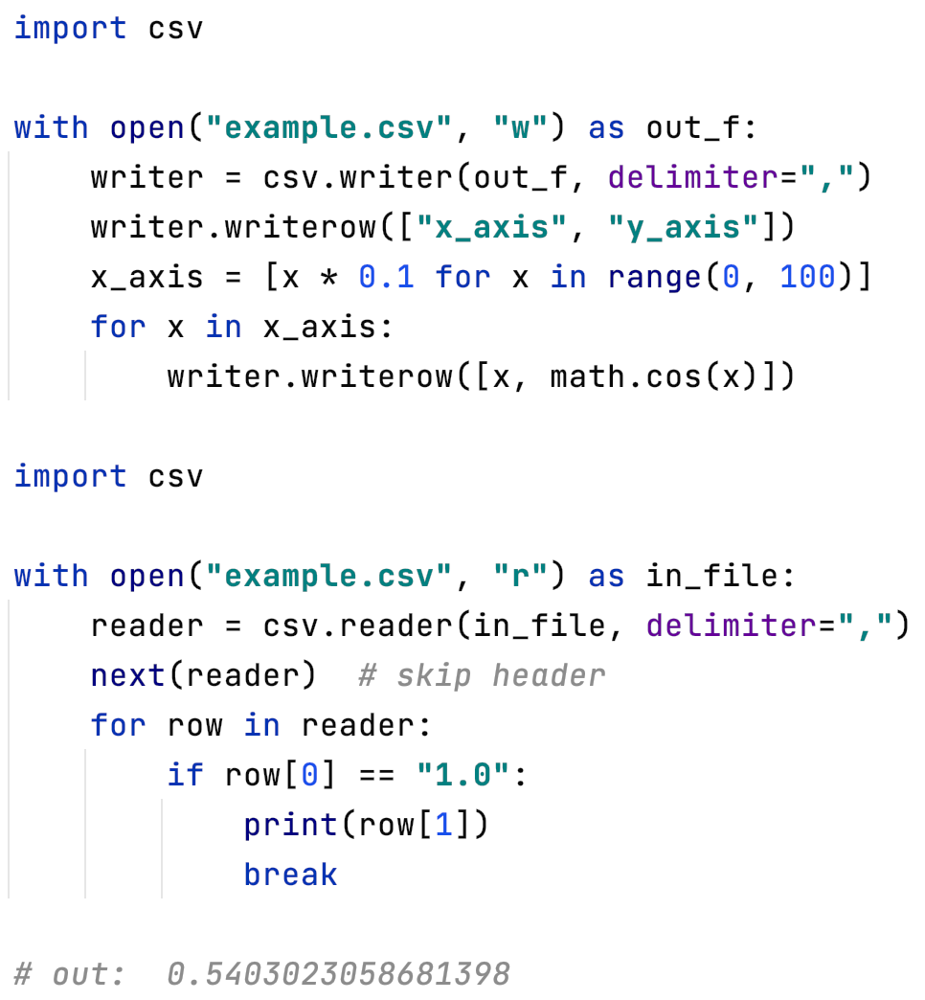 import csv

with open("example.csv", "w") as out_f:
    writer = csv.writer(out_f, delimiter=",")
    writer.writerow(["x_axis", "y_axis"])
    x_axis = [x * 0.1 for x in range(0, 100)]
    for x in x_axis:
        writer.writerow([x, math.cos(x)])

import csv

with open("example.csv", "r") as in_file:
    reader = csv.reader(in_file, delimiter=",")
    next(reader)  # skip header
    for row in reader:
        if row[0] == "1.0":
            print(row[1])
            break

# out:  0.5403023058681398